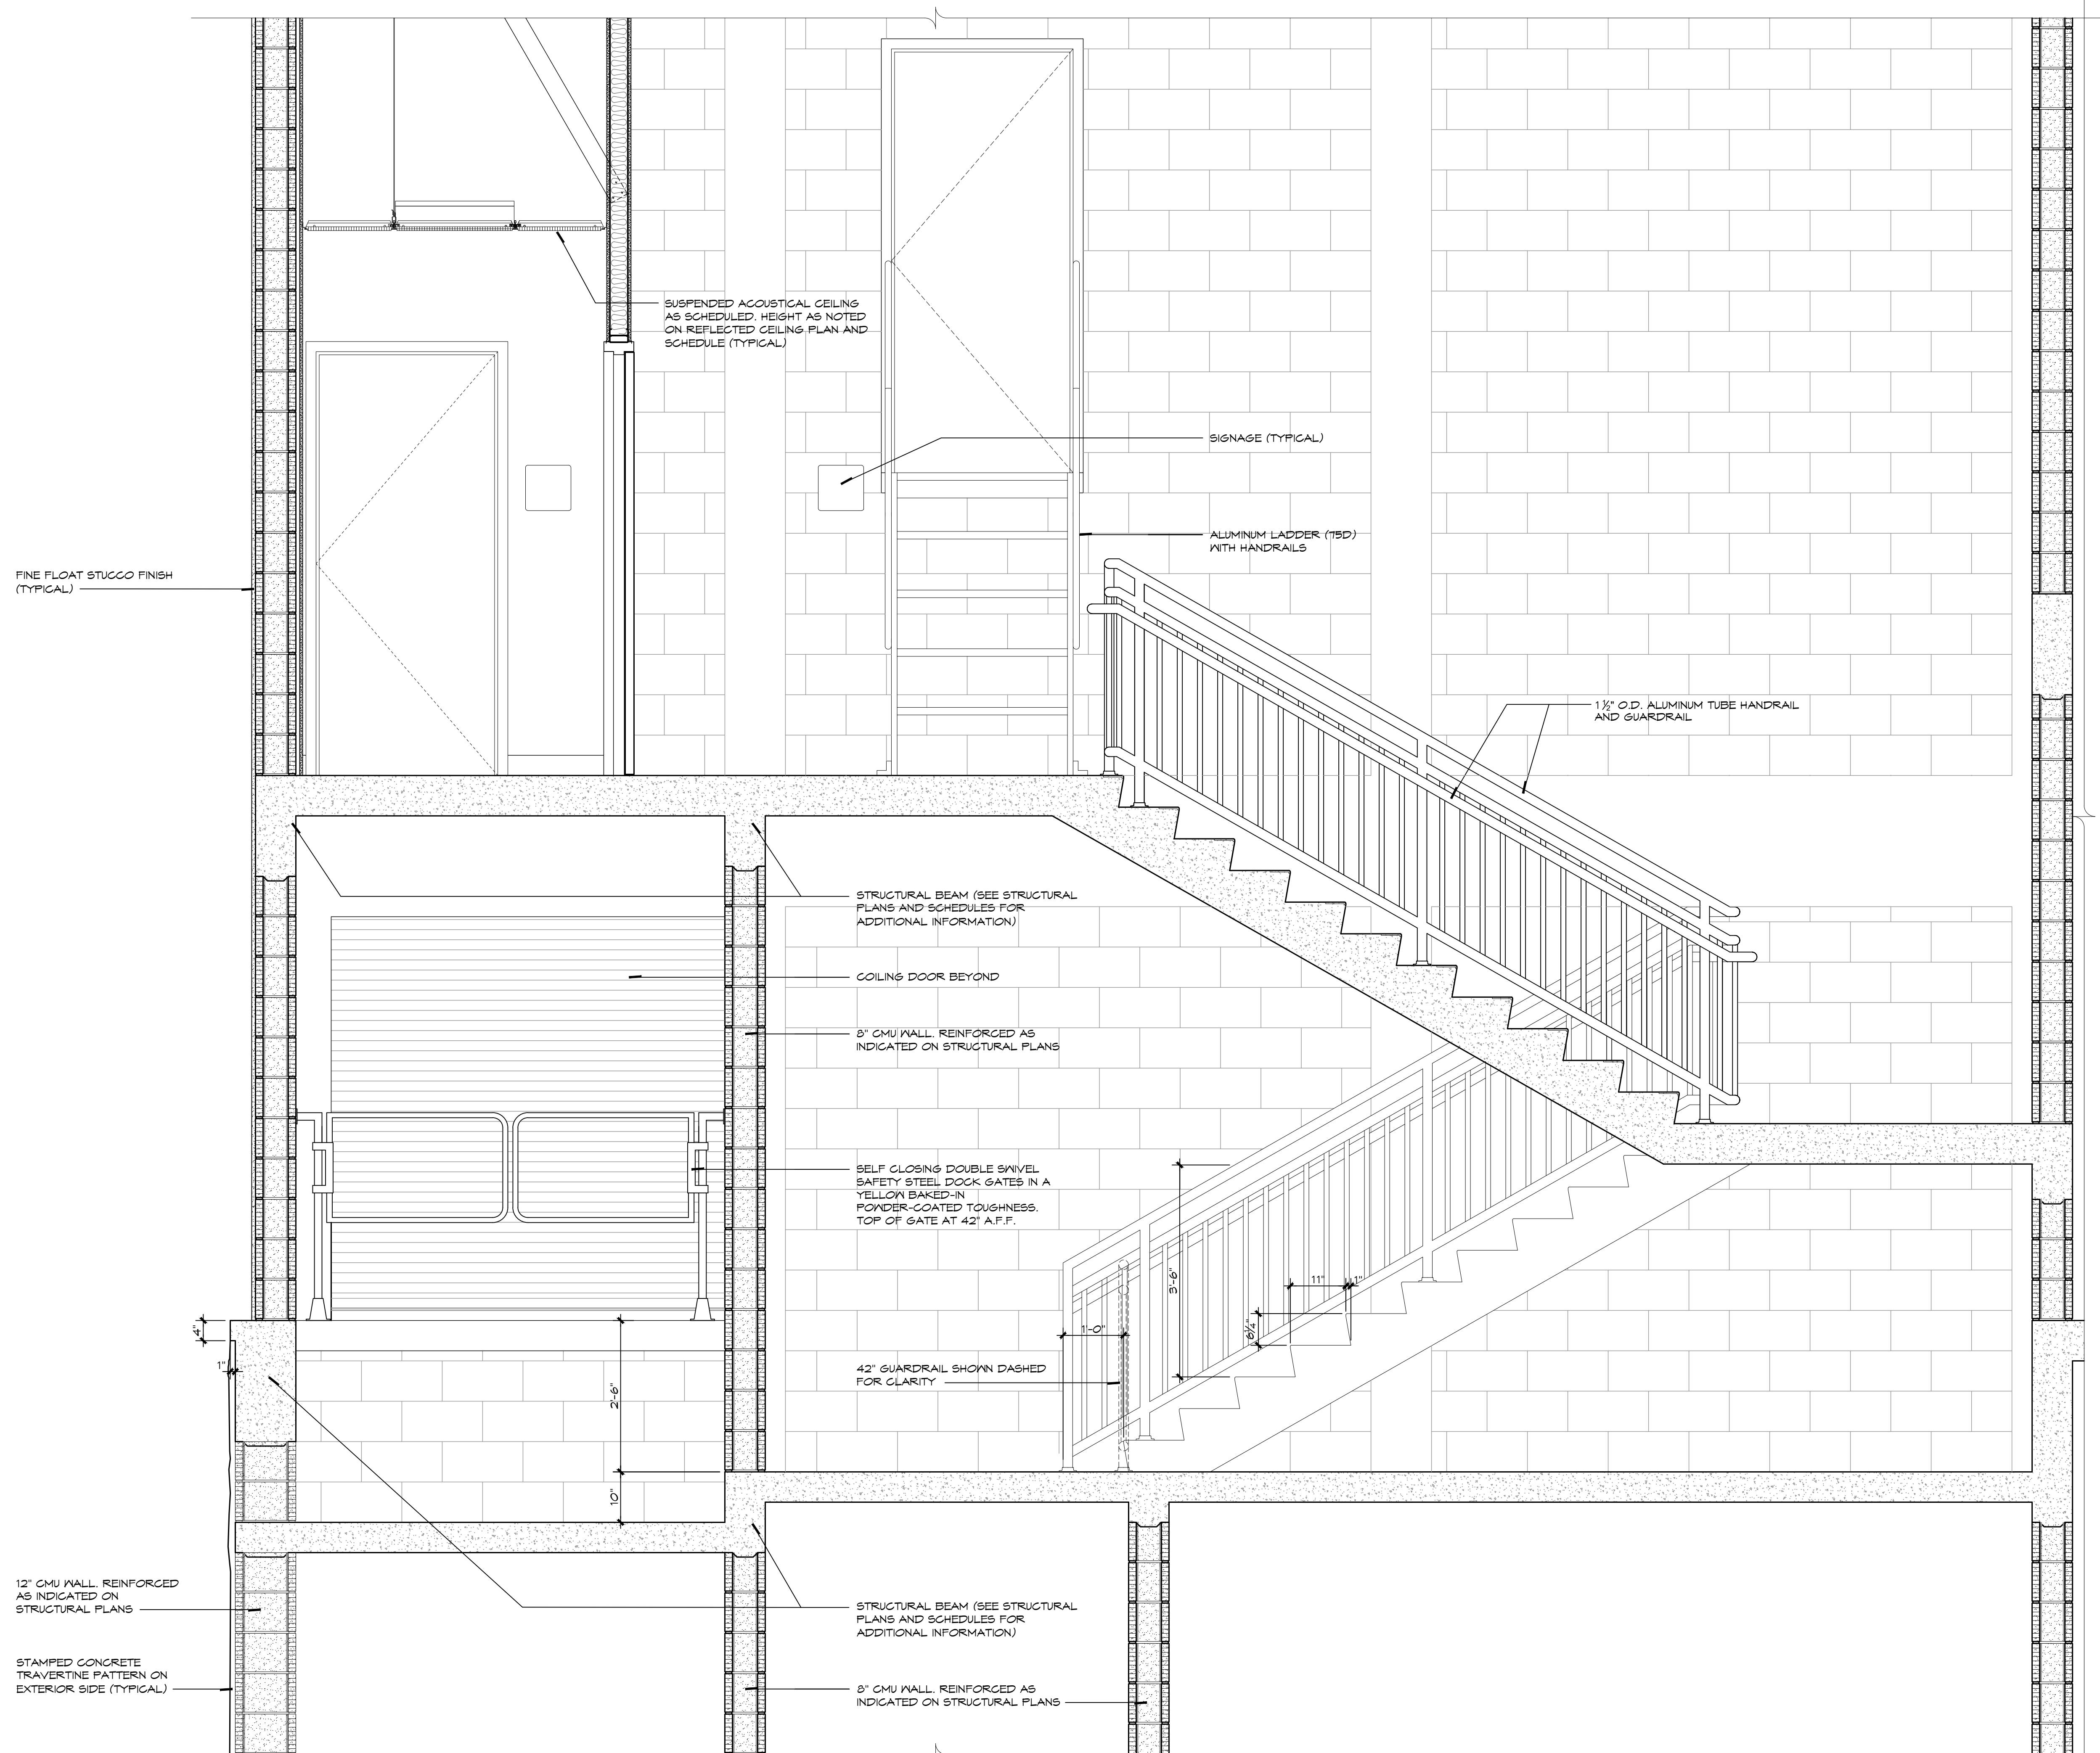 SUSPENDED ACOUSTICAL CEILING
AS SCHEDULED. HEIGHT AS NOTED
ON REFLECTED CEILING PLAN AND
SCHEDULE (TYPICAL)
SIGNAGE (TYPICAL)
ALUMINUM LADDER (75D)
WITH HANDRAILS
FINE FLOAT STUCCO FINISH
(TYPICAL)
1 1/2" O.D. ALUMINUM TUBE HANDRAIL
AND GUARDRAIL
STRUCTURAL BEAM (SEE STRUCTURAL
PLANS AND SCHEDULES FOR
ADDITIONAL INFORMATION)
COILING DOOR BEYOND
8" CMU WALL. REINFORCED AS
INDICATED ON STRUCTURAL PLANS
SELF CLOSING DOUBLE SWIVEL
SAFETY STEEL DOCK GATES IN A
YELLOW BAKED-IN
POWDER-COATED TOUGHNESS.
TOP OF GATE AT 42" A.F.F.
3'-6"
11"
1"
6 1/4"
1'-0"
4"
1"
42" GUARDRAIL SHOWN DASHED
FOR CLARITY
2'-6"
10"
12" CMU WALL. REINFORCED
AS INDICATED ON
STRUCTURAL PLANS
STRUCTURAL BEAM (SEE STRUCTURAL
PLANS AND SCHEDULES FOR
ADDITIONAL INFORMATION)
STAMPED CONCRETE
TRAVERTINE PATTERN ON
EXTERIOR SIDE (TYPICAL)
8" CMU WALL. REINFORCED AS
INDICATED ON STRUCTURAL PLANS